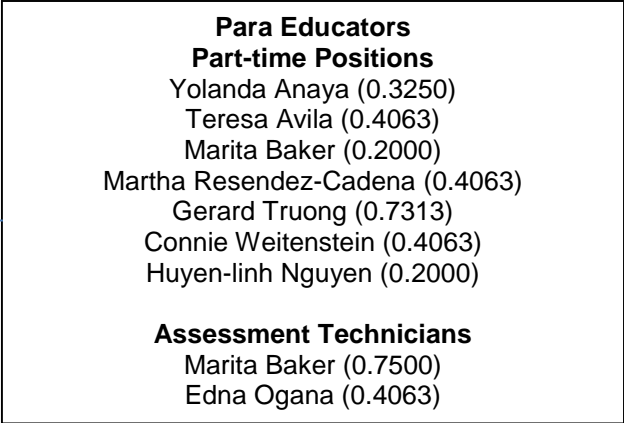 Para Educators
Part-time Positions
Yolanda Anaya (0.3250)
Teresa Avila (0.4063)
Marita Baker (0.2000)
Martha Resendez-Cadena (0.4063)
Gerard Truong (0.7313)
Connie Weitenstein (0.4063)
Huyen-linh Nguyen (0.2000)
Assessment Technicians
Marita Baker (0.7500)
Edna Ogana (0.4063)